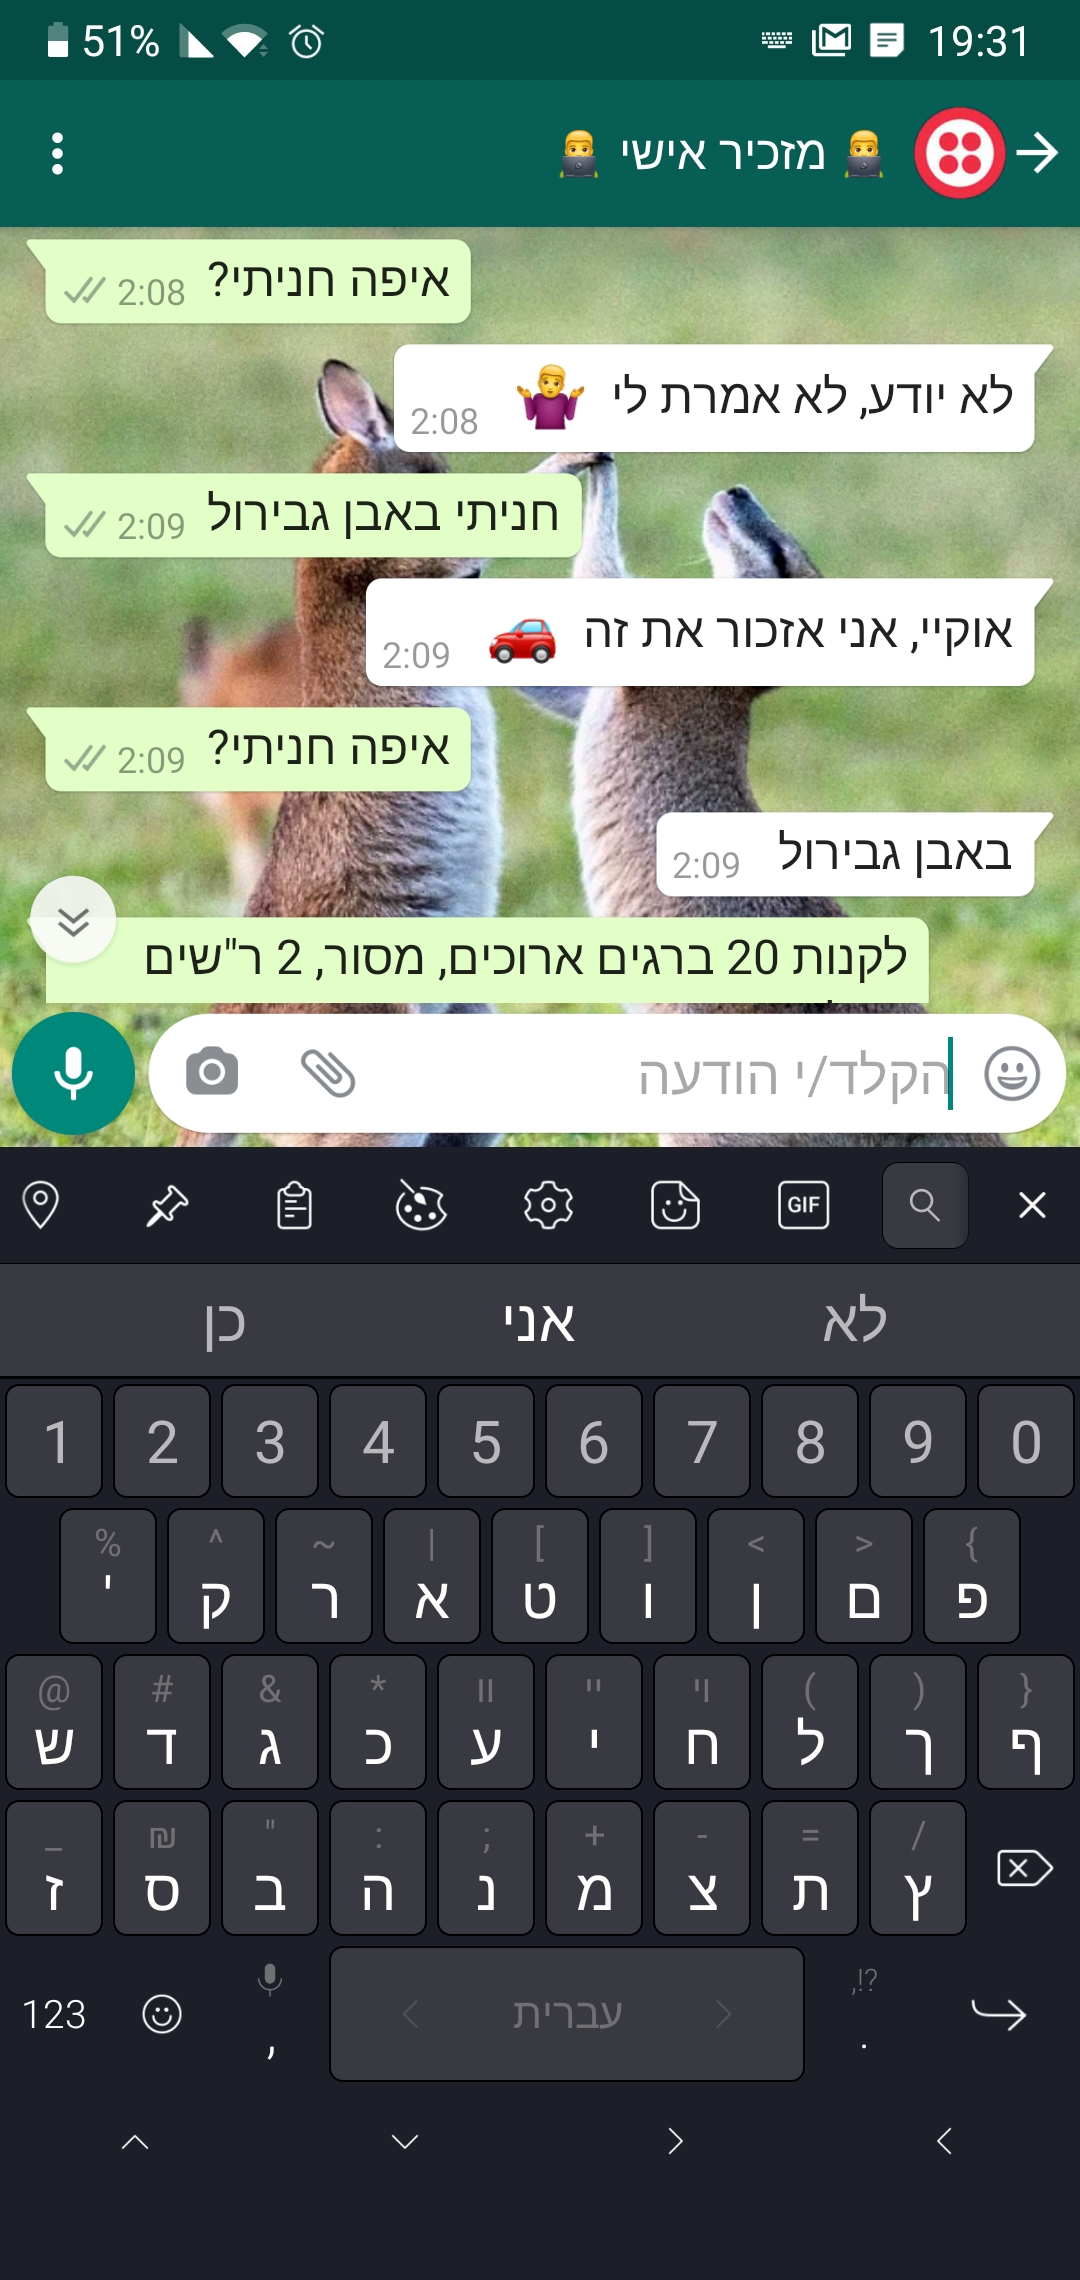 51%
19:31
👨‍💻 מזכיר אישי 👨‍💻
איפה חניתי?
2:08
לא יודע, לא אמרת לי 🤷‍♂️
2:08
חניתי באבן גבירול
2:09
אוקיי, אני אזכור את זה 🚗
2:09
איפה חניתי?
2:09
באבן גבירול
2:09
לקנות 20 ברגים ארוכים, מסור, 2 ר"שים
הקלד/י הודעה
GIF
לא אני כן
1 2 3 4 5 6 7 8 9 0
% ^ ~ | [ ] < > {
' ק ר א ט ו ן ם פ
@ # & * וו יי וי ( ) }
ש ד ג כ ע י ח ל ך ף
_ ₪ " : ; + - = /
ז ס ב ה נ מ צ ת ץ
,!?
123 , עברית .